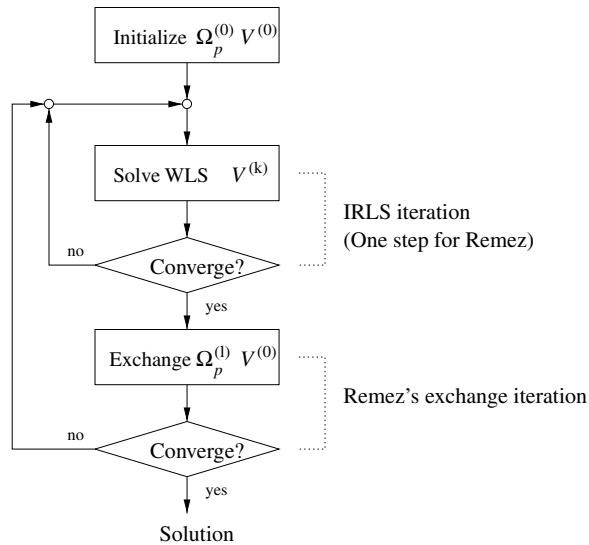 Initialize Ω_p^(0) V^(0)
Solve WLS V^(k)
IRLS iteration
(One step for Remez)
no
Converge?
yes
Exchange Ω_p^(l) V^(0)
Remez's exchange iteration
no
Converge?
yes
Solution